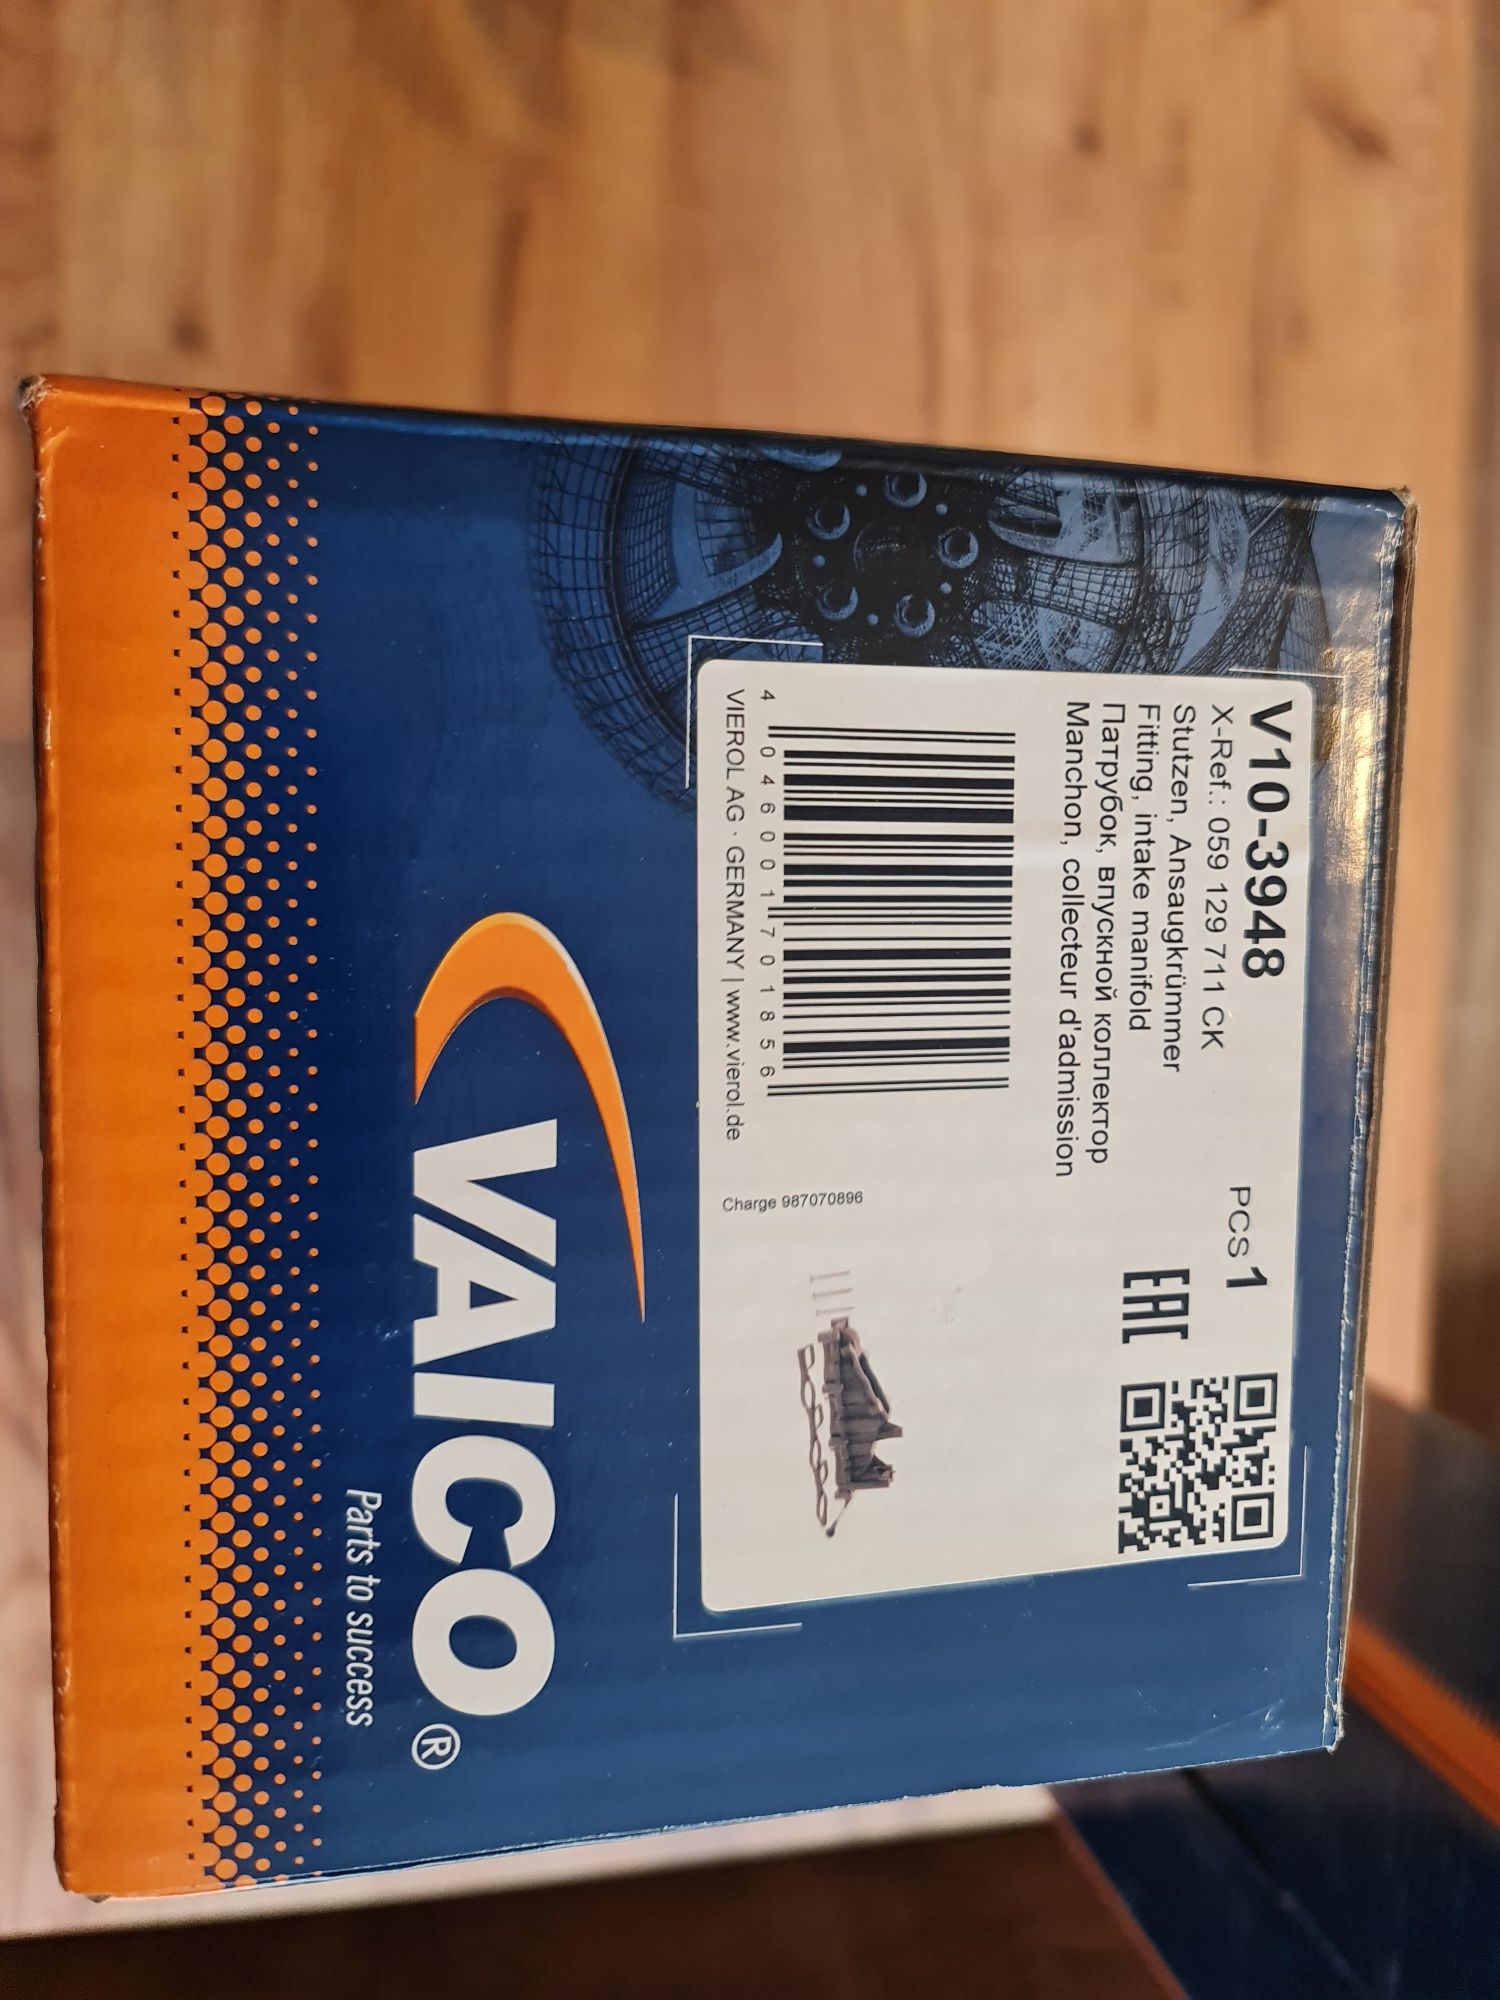 V10-3948
PCS 1
X-Ref.: 059 129 711 CK
Stutzen, Ansaugkrümmer
Fitting, intake manifold
Патрубок, впускной коллектор
Manchon, collecteur d'admission
EAC
4 046001 701856
VIEROL AG · GERMANY | www.vierol.de
Charge 987070896
VAICO®
Parts to success